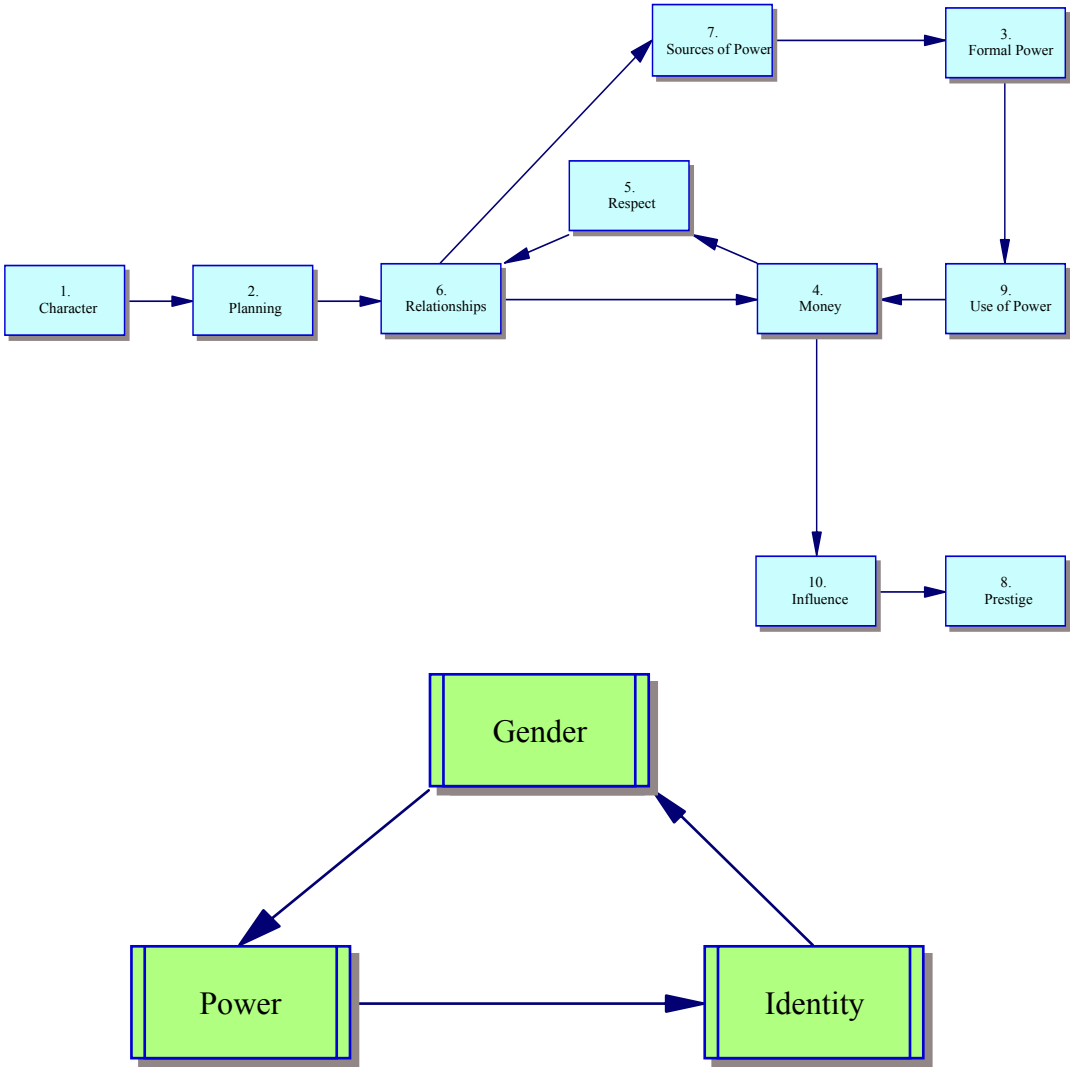 7.
Sources of Power
3.
Formal Power
5.
Respect
1.
Character
2.
Planning
6.
Relationships
4.
Money
9.
Use of Power
10.
Influence
8.
Prestige
Gender
Power
Identity